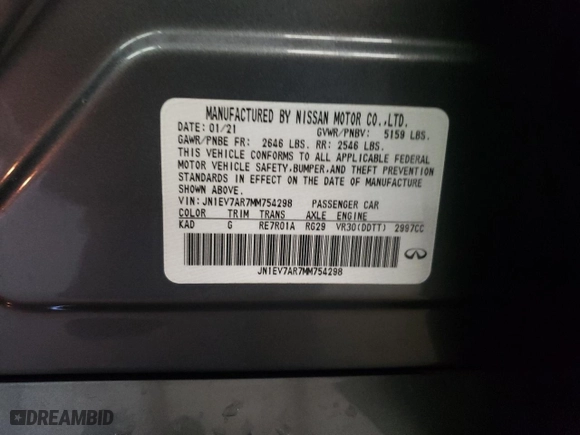 MANUFACTURED BY NISSAN MOTOR CO.,LTD.
DATE: 01/21 GVWR/PNBV: 5159 LBS.
GAWR/PNBE FR: 2646 LBS. RR: 2546 LBS.
THIS VEHICLE CONFORMS TO ALL APPLICABLE FEDERAL
MOTOR VEHICLE SAFETY,BUMPER,AND THEFT PREVENTION
STANDARDS IN EFFECT ON THE DATE OF MANUFACTURE
SHOWN ABOVE.
VIN: JN1EV7AR7MM754298 PASSENGER CAR
COLOR TRIM TRANS AXLE ENGINE
KAD G RE7R01A RG29 VR30(DDTT) 2997CC
JN1EV7AR7MM754298
DREAMBID